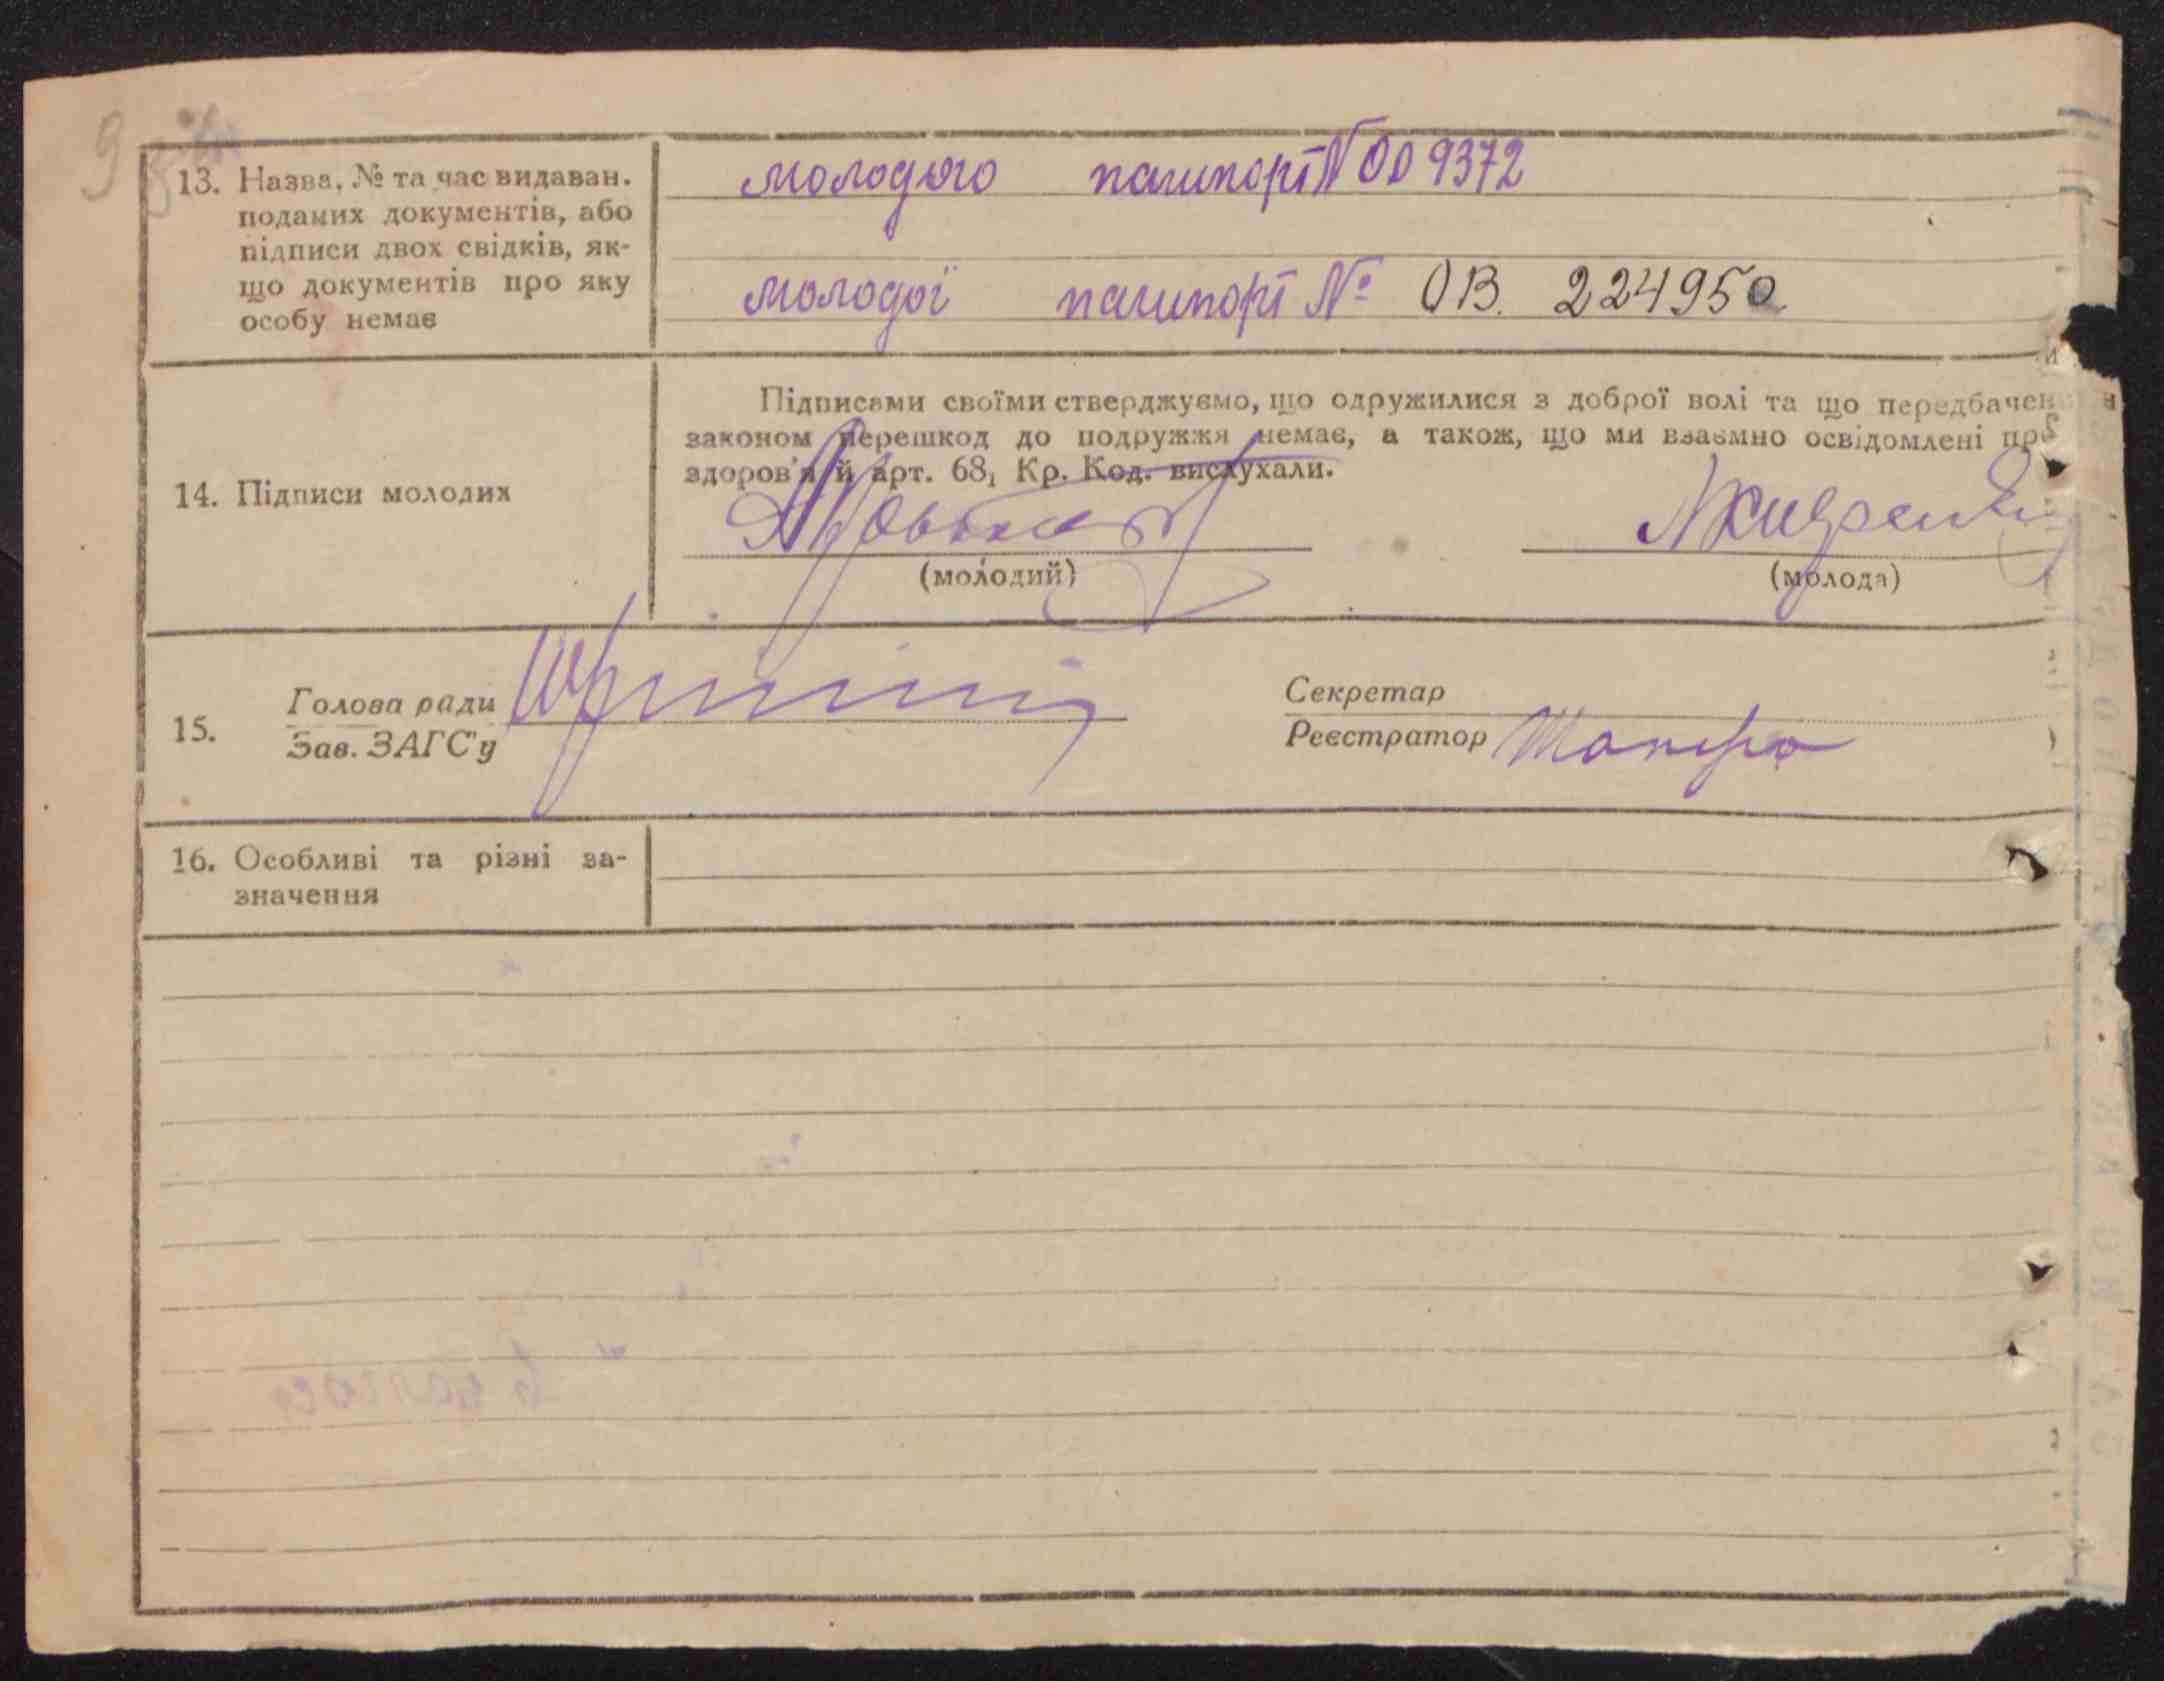 13. Назва, № та час видаван.
поданих документів, або
підписи двох свідків, як-
що документів про яку
особу немає
молодого пашпорт № ОО 9372
молодої пашпорт № ОВ. 224950
14. Підписи молодих
Підписами своїми стверджуємо, що одружилися з доброї волі та що передбачен
законом перешкод до подружжя немає, а також, що ми взаємно освідомлені про
здоров'я й арт. 68, Кр. Код. вислухали.
(молодий)
(молода)
15.
Голова ради
Зав. ЗАГС'у
Секретар
Реєстратор
16. Особливі та різні за-
значення